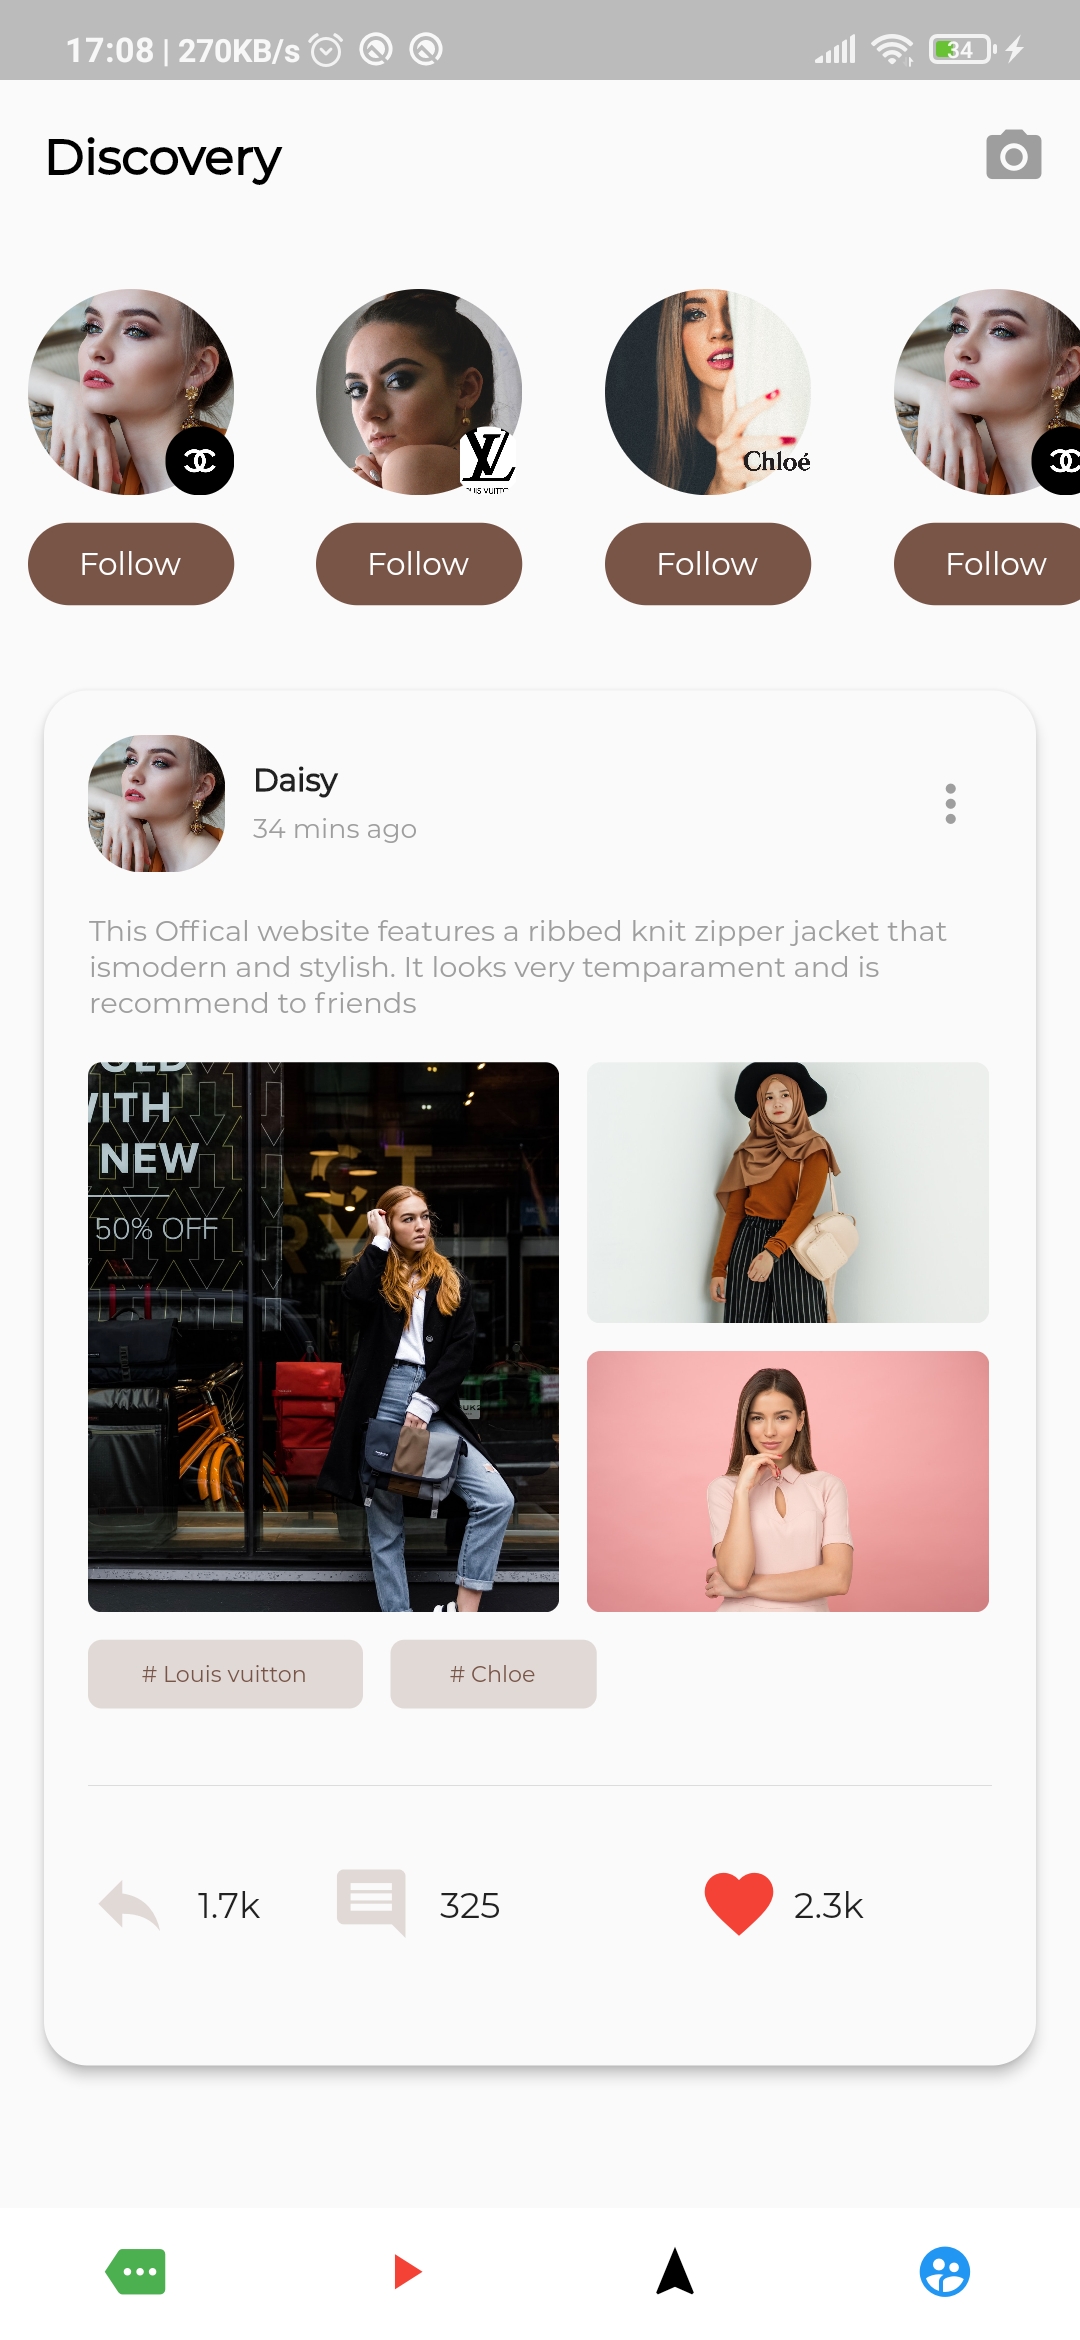 17:08 | 270KB/s
34
Discovery
Chloé
Follow
Follow
Follow
Follow
Daisy
34 mins ago
This Offical website features a ribbed knit zipper jacket that
ismodern and stylish. It looks very temparament and is
recommend to friends
WITH
NEW
50% OFF
# Louis vuitton
# Chloe
1.7k
325
2.3k